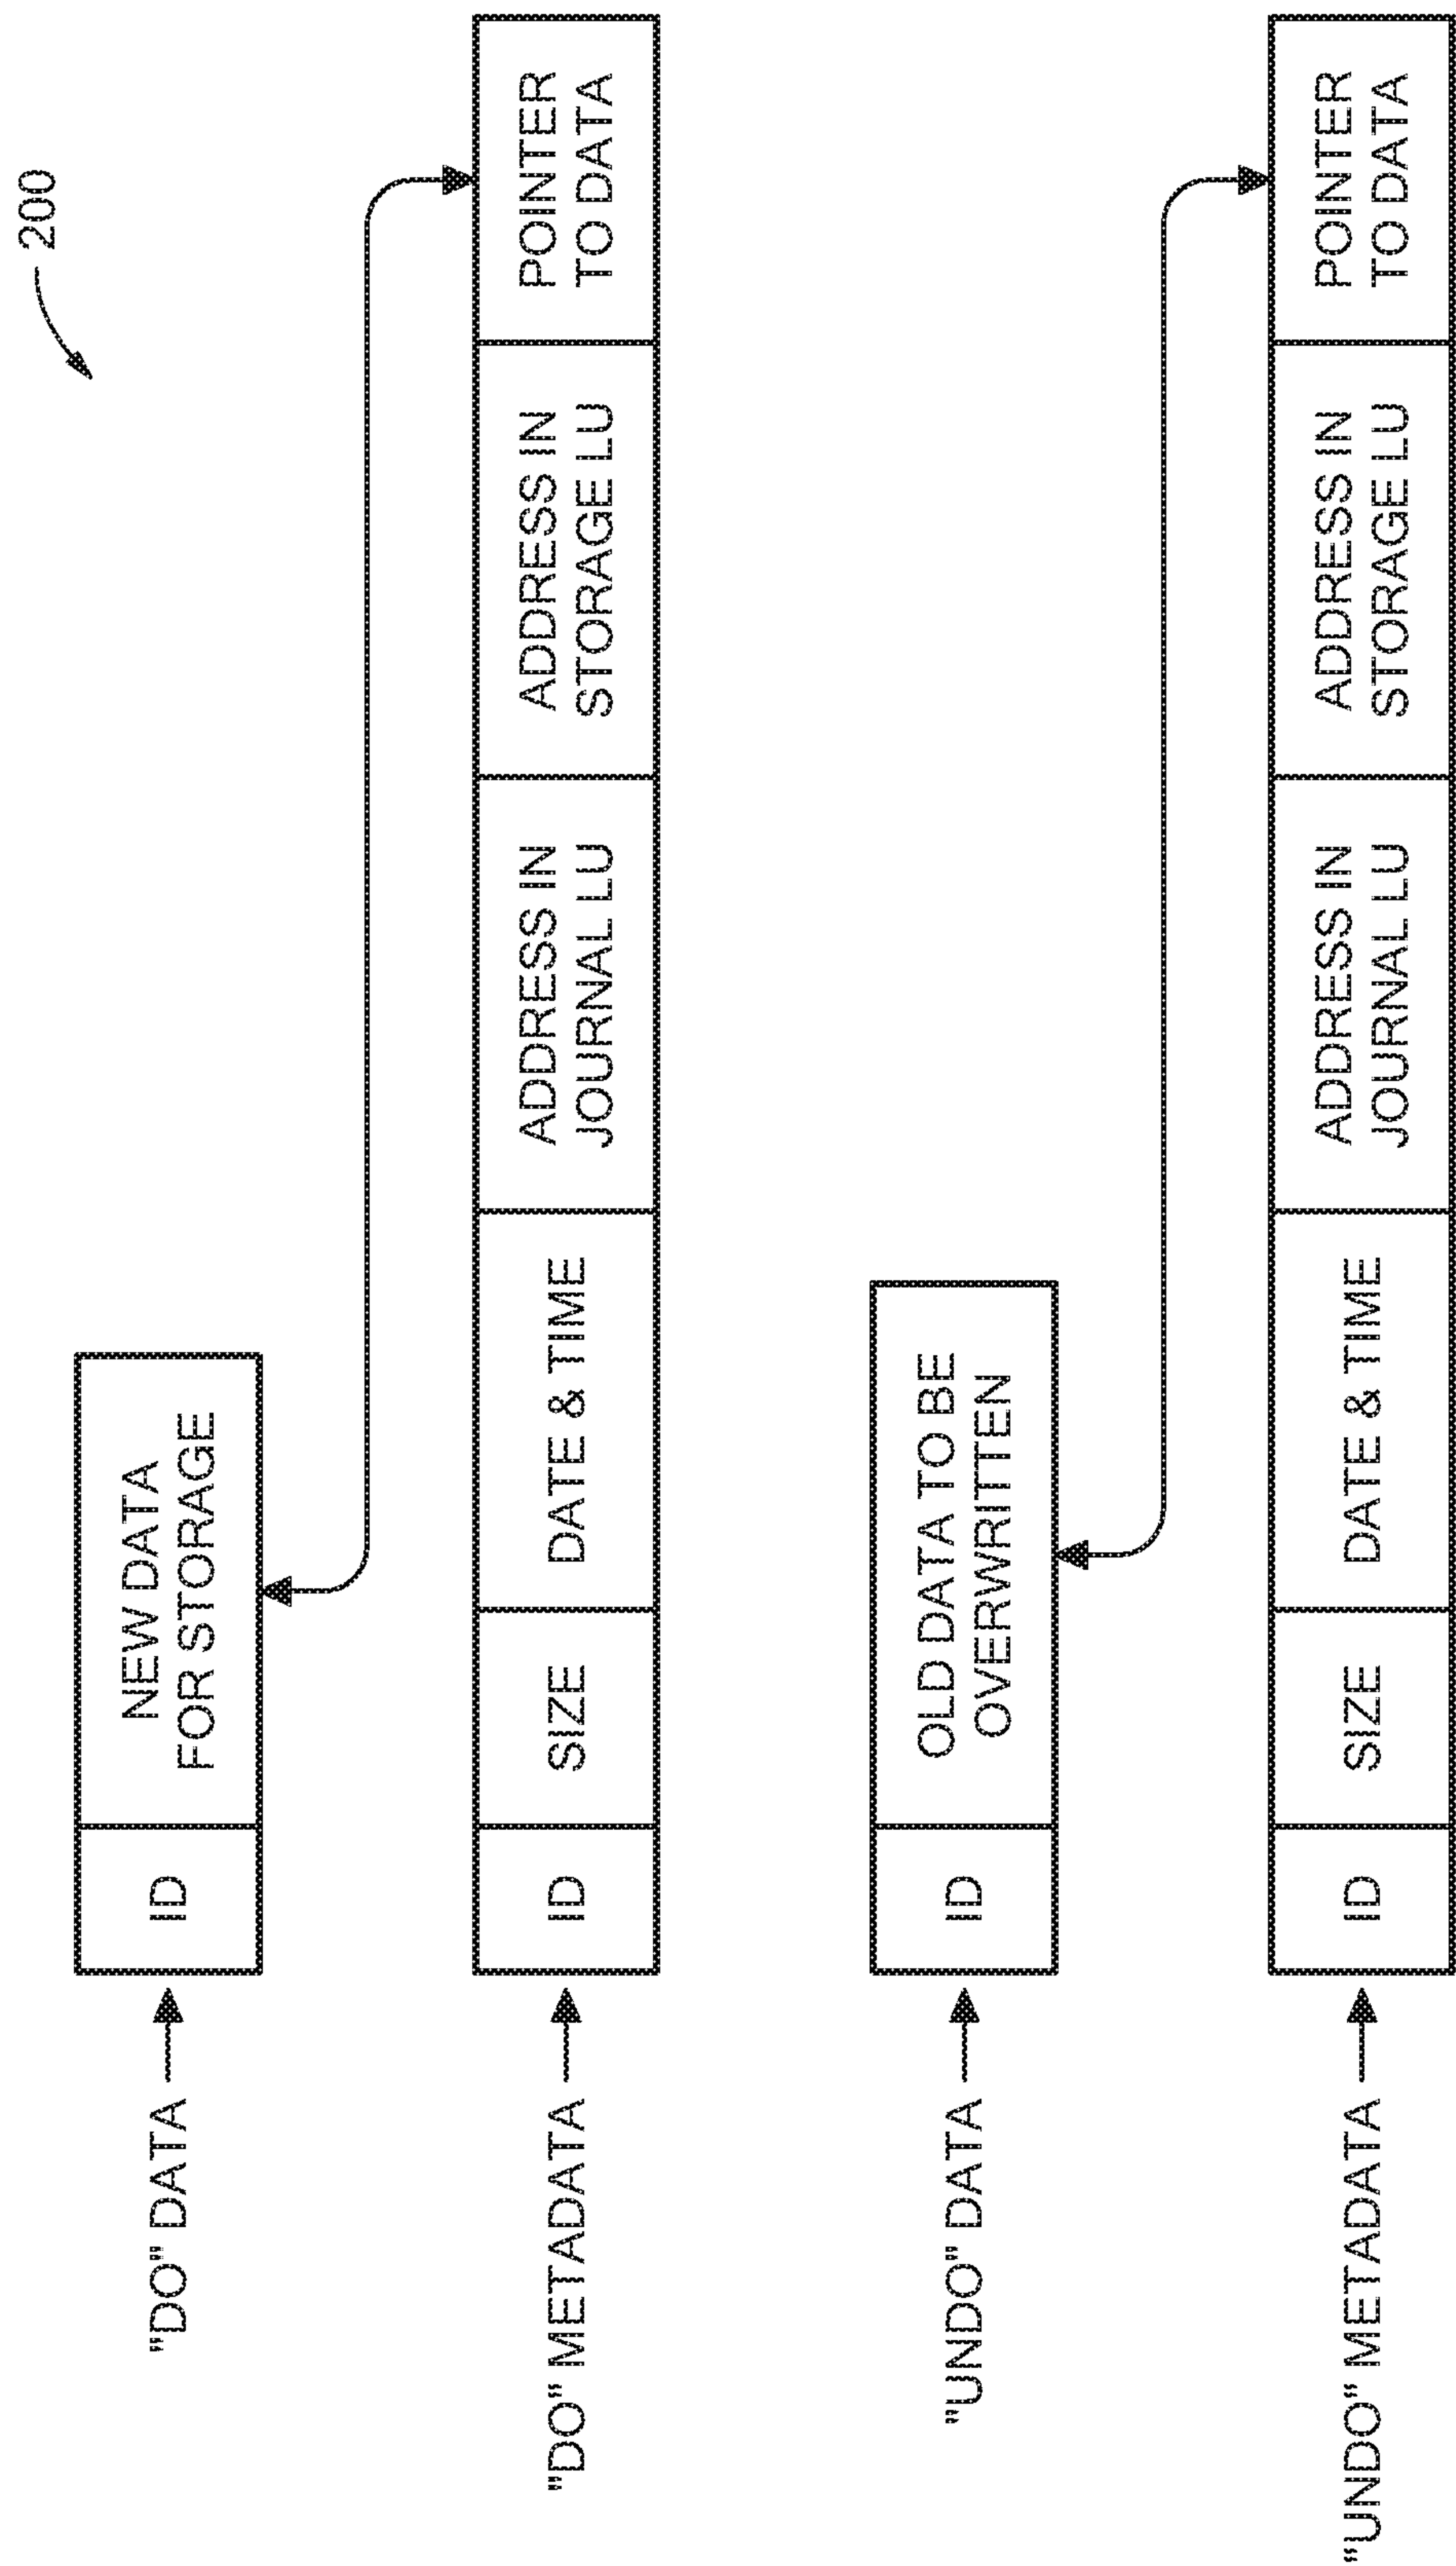 200
"DO" DATA
ID
NEW DATA
FOR STORAGE
"DO" METADATA
ID
SIZE
DATE & TIME
ADDRESS IN
JOURNAL LU
ADDRESS IN
STORAGE LU
POINTER
TO DATA
"UNDO" DATA
ID
OLD DATA TO BE
OVERWRITTEN
"UNDO" METADATA
ID
SIZE
DATE & TIME
ADDRESS IN
JOURNAL LU
ADDRESS IN
STORAGE LU
POINTER
TO DATA